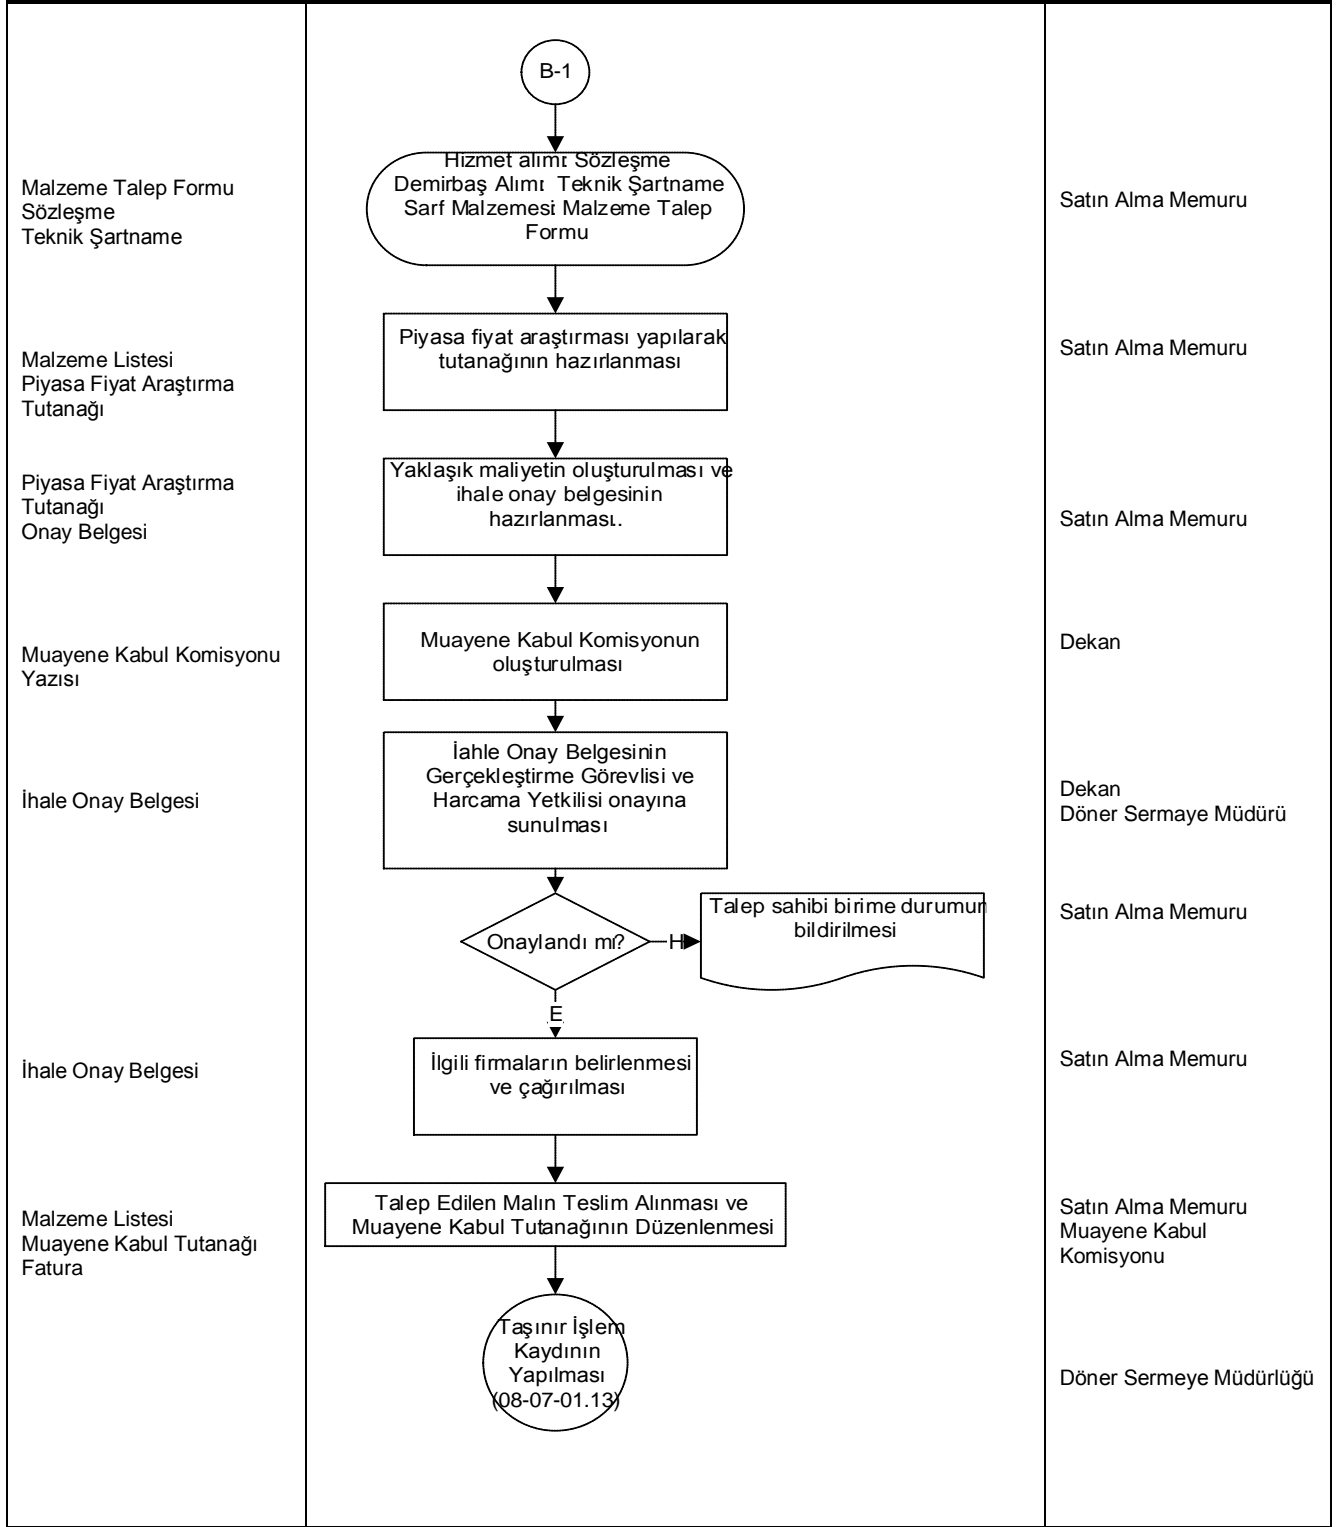 B-1
Malzeme Talep Formu
Sözleşme
Teknik Şartname
Hizmet alımı: Sözleşme
Demirbaş Alımı: Teknik Şartname
Sarf Malzemesi: Malzeme Talep
Formu
Satın Alma Memuru
Malzeme Listesi
Piyasa Fiyat Araştırma
Tutanağı
Piyasa fiyat araştırması yapılarak
tutanağının hazırlanması
Satın Alma Memuru
Piyasa Fiyat Araştırma
Tutanağı
Onay Belgesi
Yaklaşık maliyetin oluşturulması ve
ihale onay belgesinin
hazırlanması..
Satın Alma Memuru
Muayene Kabul Komisyonu
Yazısı
Muayene Kabul Komisyonun
oluşturulması
Dekan
İhale Onay Belgesi
İahle Onay Belgesinin
Gerçekleştirme Görevlisi ve
Harcama Yetkilisi onayına
sunulması
Dekan
Döner Sermaye Müdürü
Onaylandı mı?
H
Talep sahibi birime durumun
bildirilmesi
Satın Alma Memuru
E
İhale Onay Belgesi
İlgili firmaların belirlenmesi
ve çağırılması
Satın Alma Memuru
Malzeme Listesi
Muayene Kabul Tutanağı
Fatura
Talep Edilen Malın Teslim Alınması ve
Muayene Kabul Tutanağının Düzenlenmesi
Satın Alma Memuru
Muayene Kabul
Komisyonu
Taşınır İşlem
Kaydının
Yapılması
(08-07-01.13)
Döner Sermeye Müdürlüğü